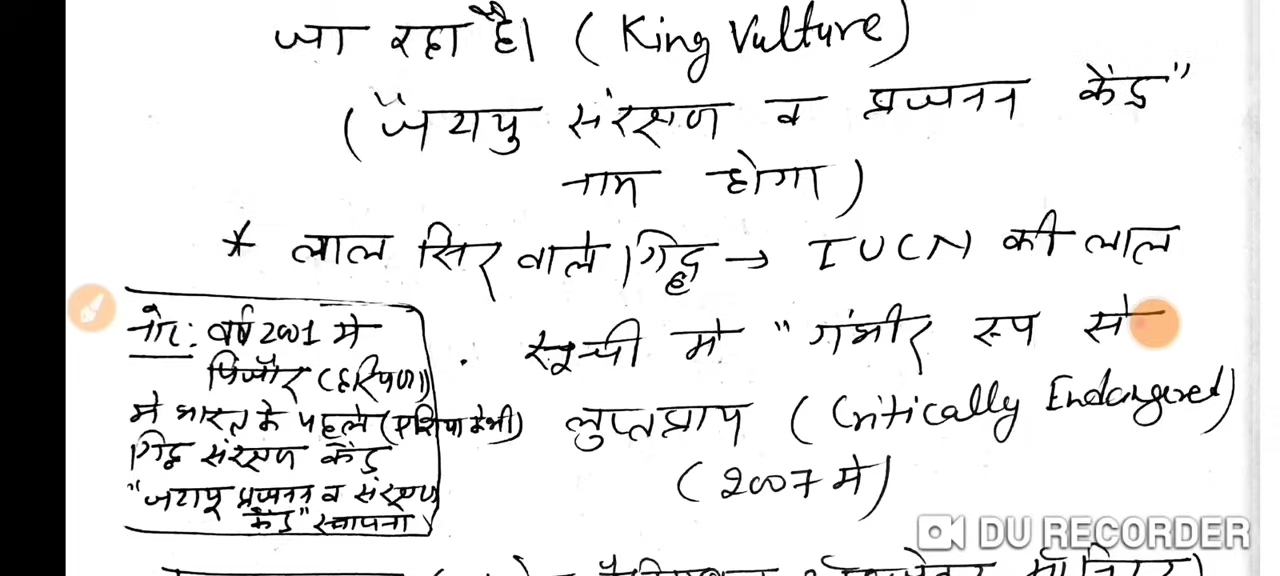 जा रहा है। (King Vulture)
("जटायु संरक्षण व प्रजनन केंद्र"
नाम होगा)
* लाल सिर वाले गिद्ध → IUCN की लाल
सूची में "गंभीर रूप से
लुप्तप्राय (Critically Endangered)
(2007 में)
नोट: वर्ष 2001 में
पिंजौर (हरियाणा)
में भारत के पहले (एशिया के भी)
गिद्ध संरक्षण केंद्र
"जटायु प्रजनन व संरक्षण
केंद्र" स्थापना
DU RECORDER